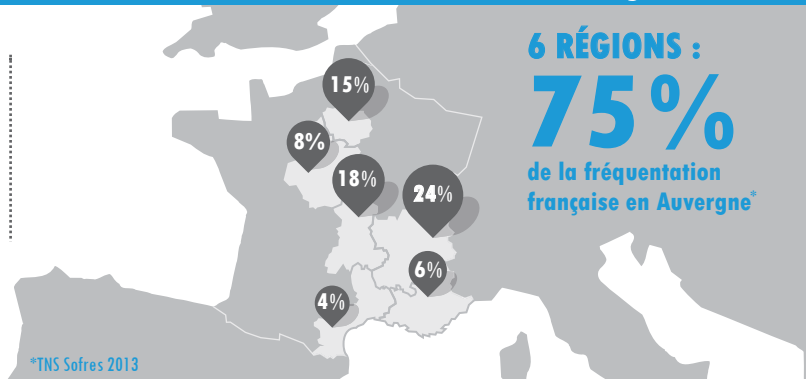 6 RÉGIONS :
75%
de la fréquentation
française en Auvergne*
15%
8%
18%
24%
6%
4%
*TNS Sofres 2013